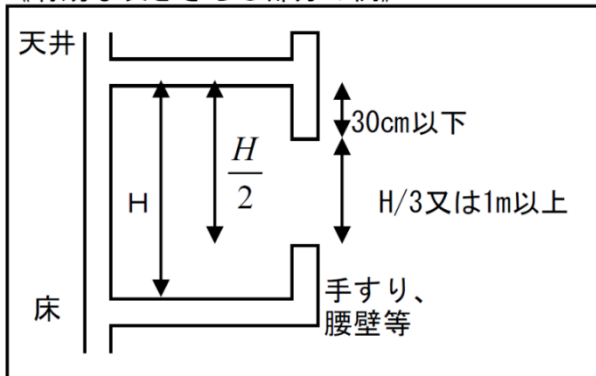 天井
30cm以下
H
H/2
H/3又は1m以上
床
手すり、
腰壁等